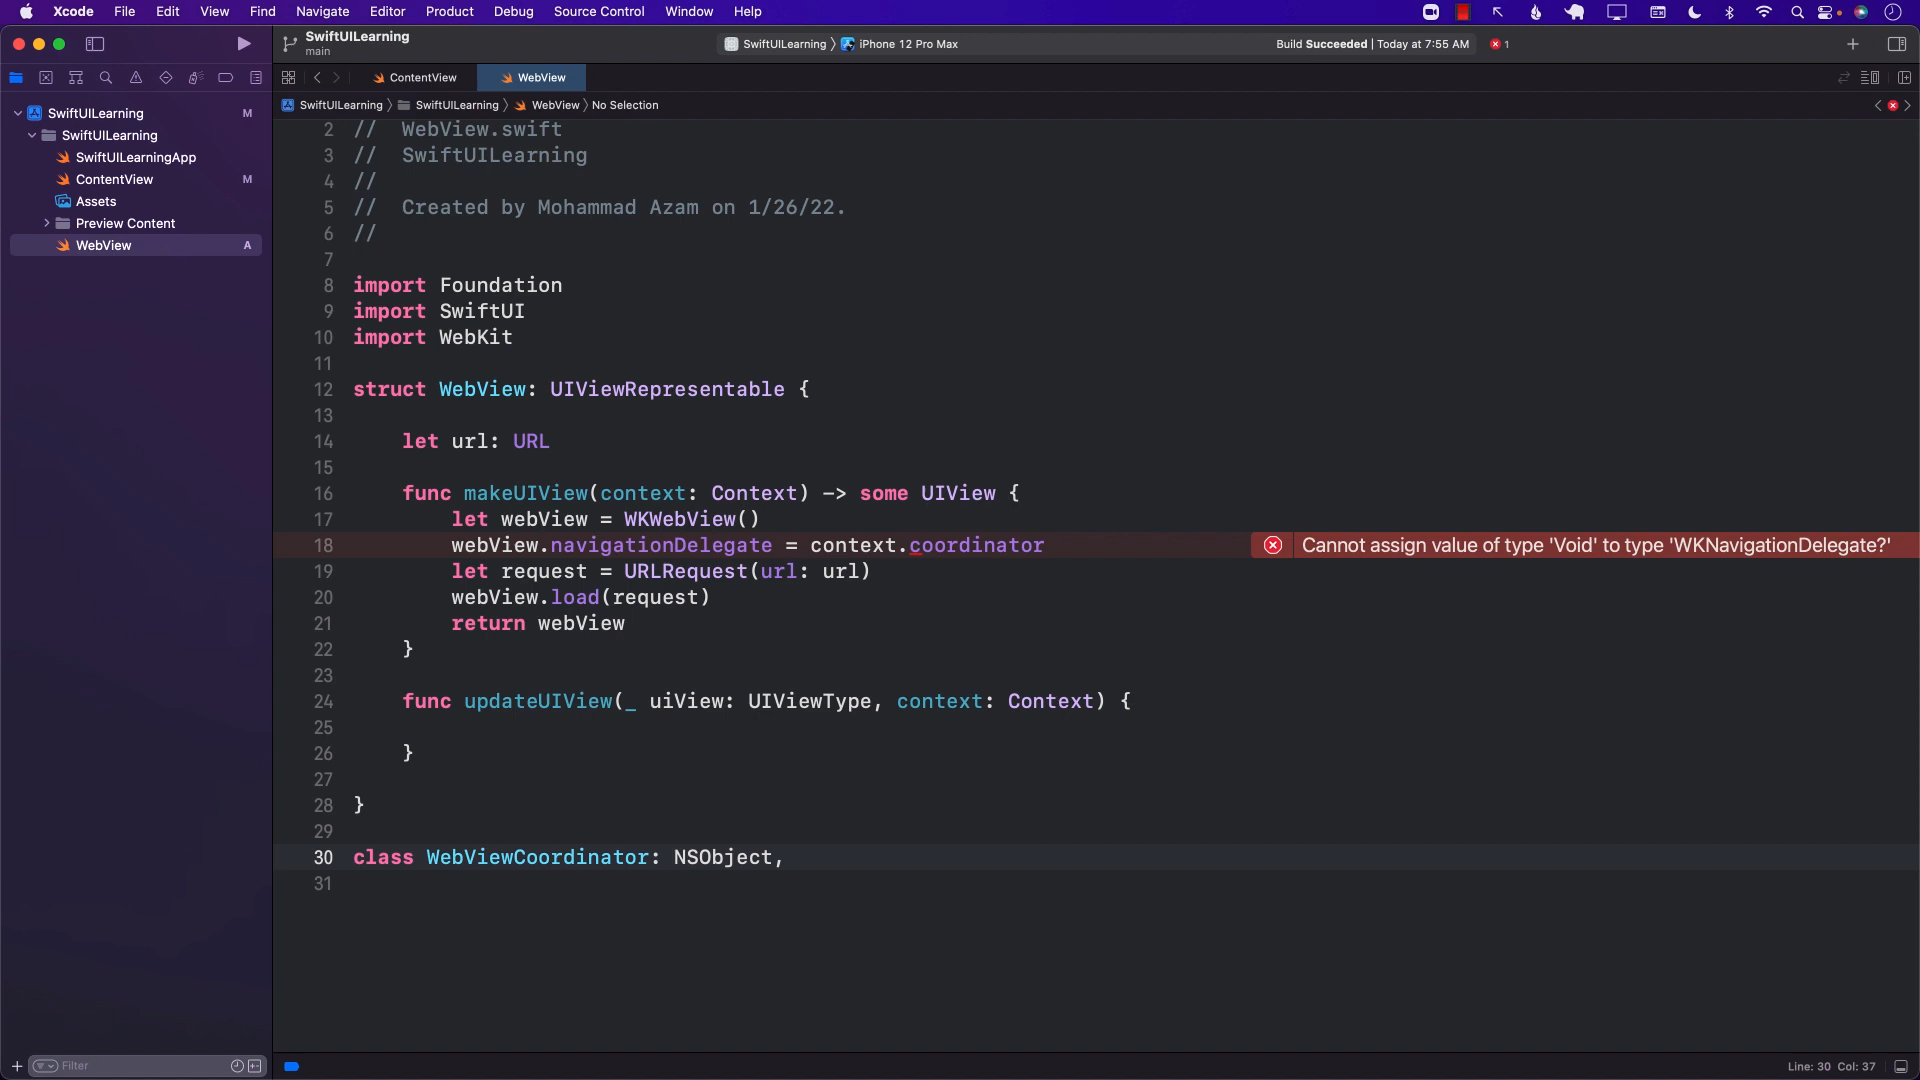 Xcode File Edit View Find Navigate Editor Product Debug Source Control Window Help
SwiftUILearning
main
SwiftUILearning iPhone 12 Pro Max
Build Succeeded | Today at 7:55 AM
1
ContentView
WebView
SwiftUILearning SwiftUILearning WebView No Selection
SwiftUILearning M
SwiftUILearning
SwiftUILearningApp
ContentView M
Assets
Preview Content
WebView A
2 // WebView.swift
3 // SwiftUILearning
4 //
5 // Created by Mohammad Azam on 1/26/22.
6 //
7
8 import Foundation
9 import SwiftUI
10 import WebKit
11
12 struct WebView: UIViewRepresentable {
13
14 let url: URL
15
16 func makeUIView(context: Context) -> some UIView {
17 let webView = WKWebView()
18 webView.navigationDelegate = context.coordinator
Cannot assign value of type 'Void' to type 'WKNavigationDelegate?'
19 let request = URLRequest(url: url)
20 webView.load(request)
21 return webView
22 }
23
24 func updateUIView(_ uiView: UIViewType, context: Context) {
25
26 }
27
28 }
29
30 class WebViewCoordinator: NSObject,
31
Filter
Line: 30 Col: 37